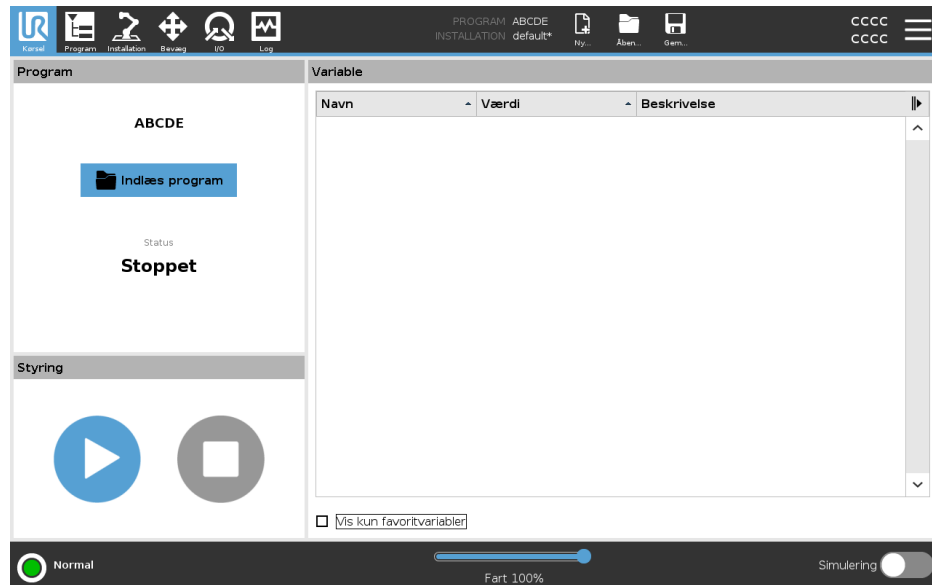 UR
Kørsel
Program
Installation
Bevæg
I/O
Log
PROGRAM ABCDE
INSTALLATION default*
Ny...
Åben...
Gem...
CCCC
CCCC
Program
ABCDE
Indlæs program
Status
Stoppet
Styring
Variable
Navn Værdi Beskrivelse
Vis kun favoritvariabler
Normal
Fart 100%
Simulering